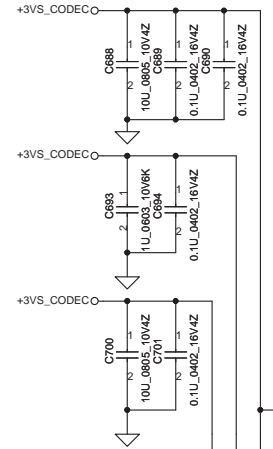 +3VS_CODEC
1
2
C688
10U_0805_10V4Z
1
2
C689
0.1U_0402_16V4Z
1
2
C690
0.1U_0402_16V4Z
+3VS_CODEC
1
2
C693
1U_0603_10V6K
1
2
C694
0.1U_0402_16V4Z
+3VS_CODEC
1
2
C700
10U_0805_10V4Z
1
2
C701
0.1U_0402_16V4Z